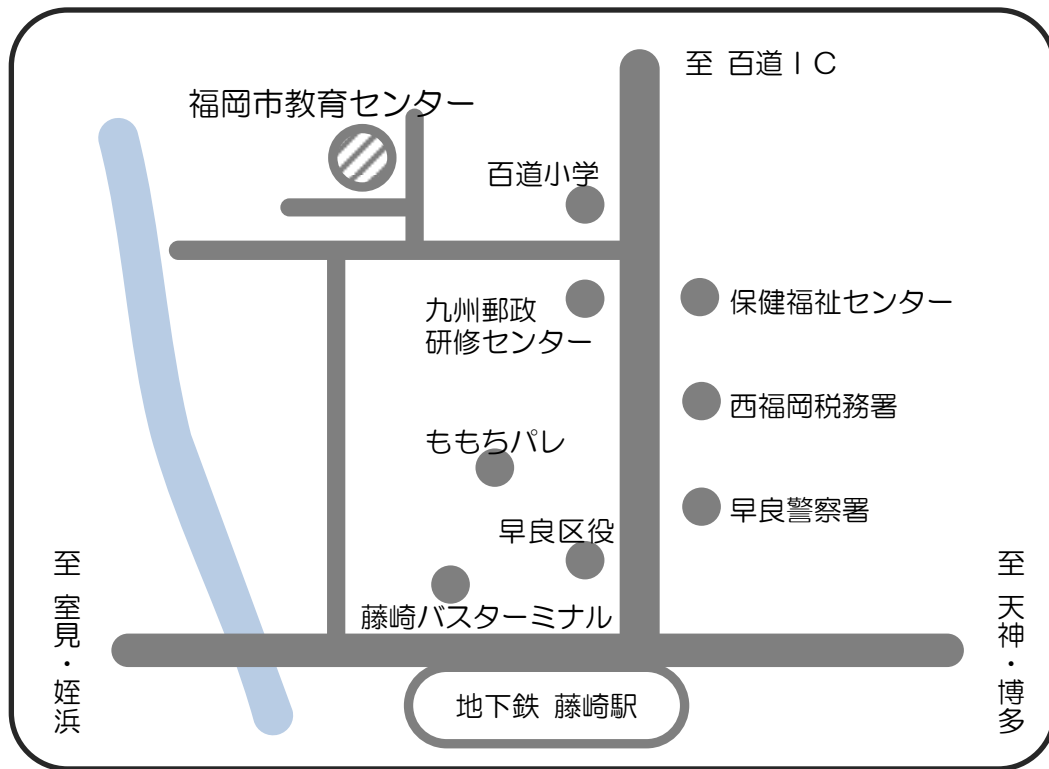 至 百道IC
福岡市教育センター
百道小学
九州郵政
研修センター
保健福祉センター
西福岡税務署
ももちパレ
早良警察署
早良区役
藤崎バスターミナル
至 室見・姪浜
至 天神・博多
地下鉄 藤崎駅